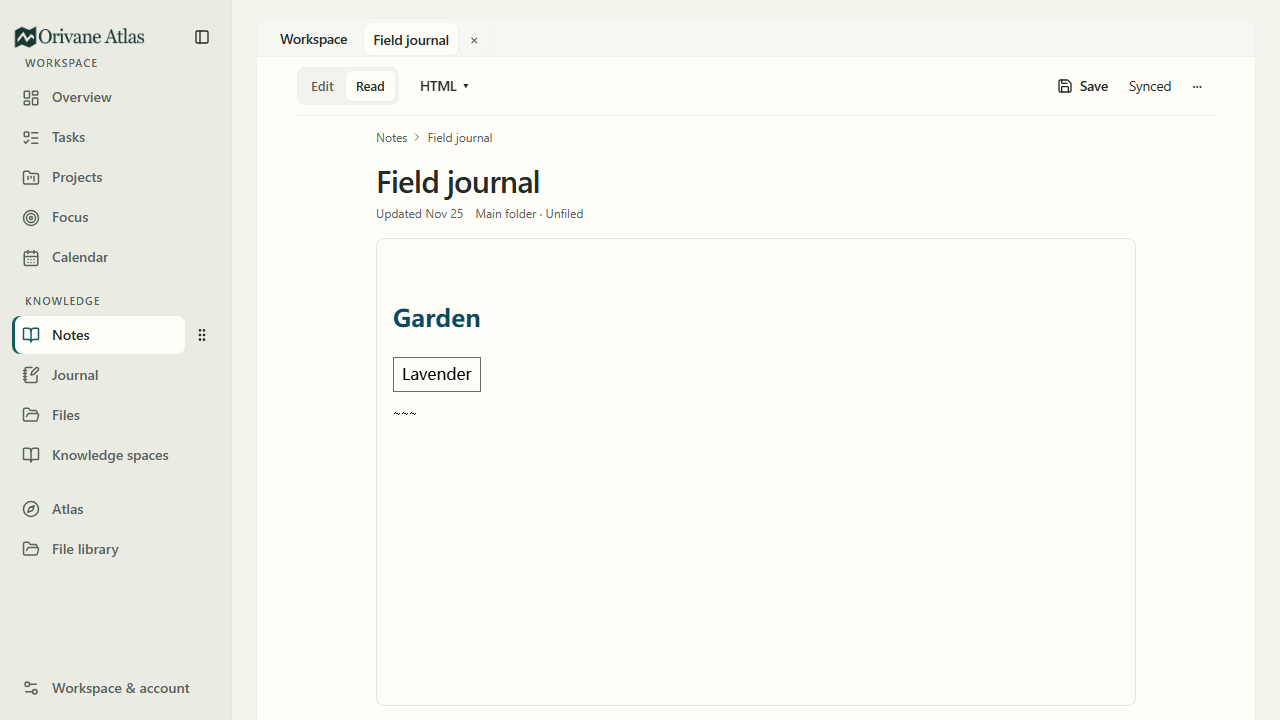 Orivane Atlas
WORKSPACE
Overview
Tasks
Projects
Focus
Calendar
KNOWLEDGE
Notes
Journal
Files
Knowledge spaces
Atlas
File library
Workspace & account
Workspace Field journal ×
Edit Read HTML ▾ Save Synced ···
Notes > Field journal
Field journal
Updated Nov 25 Main folder · Unfiled
Garden
Lavender
~~~